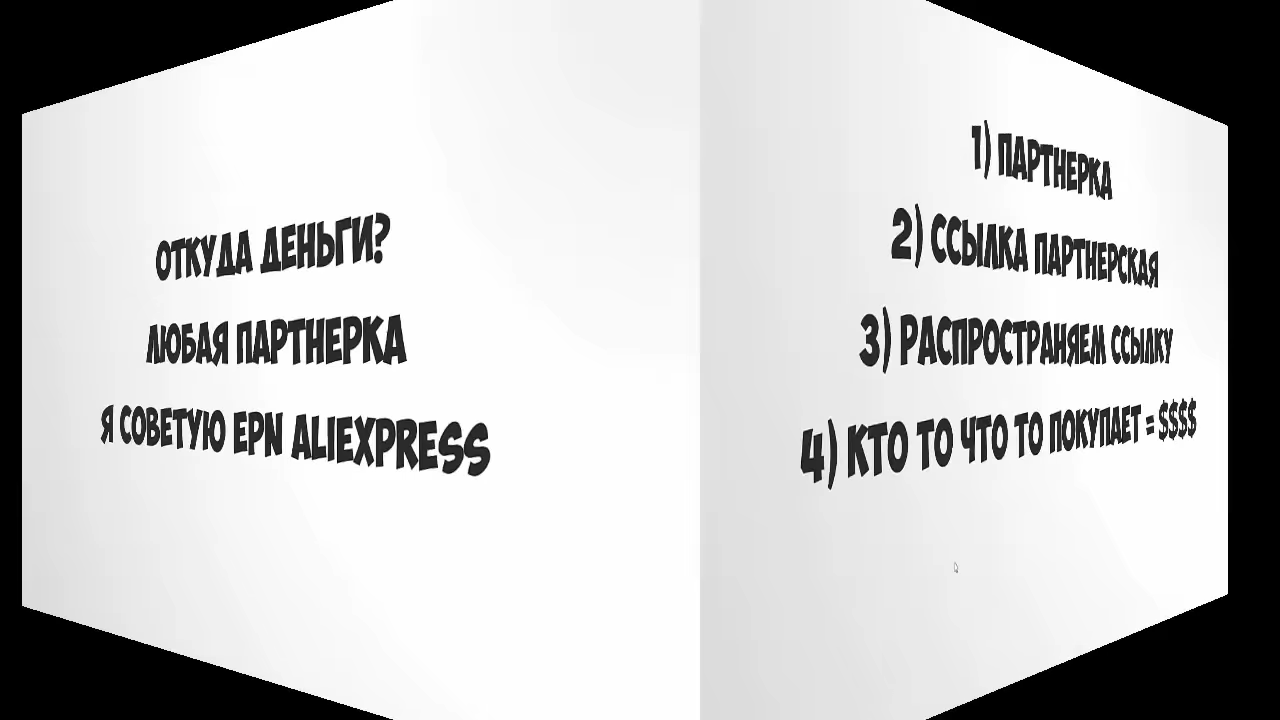 ОТКУДА ДЕНЬГИ?
ЛЮБАЯ ПАРТНЕРКА
Я СОВЕТУЮ EPN ALIEXPRESS
1) ПАРТНЕРКА
2) ССЫЛКА ПАРТНЕРСКАЯ
3) РАСПРОСТРАНЯЕМ ССЫЛКУ
4) КТО ТО ЧТО ТО ПОКУПАЕТ = $$$$